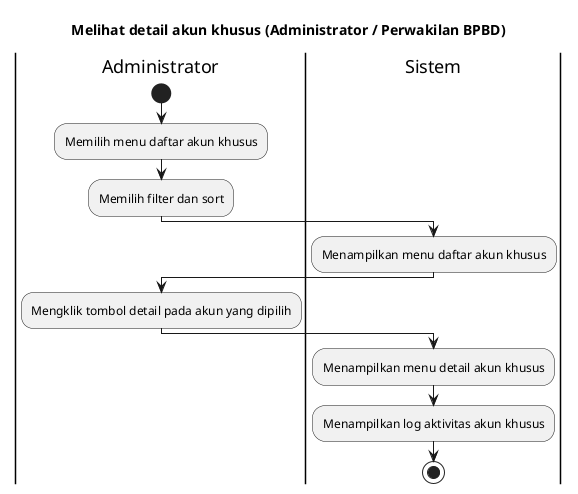 Melihat detail akun khusus (Administrator / Perwakilan BPBD)
Administrator
Sistem
Memilih menu daftar akun khusus
Memilih filter dan sort
Menampilkan menu daftar akun khusus
Mengklik tombol detail pada akun yang dipilih
Menampilkan menu detail akun khusus
Menampilkan log aktivitas akun khusus